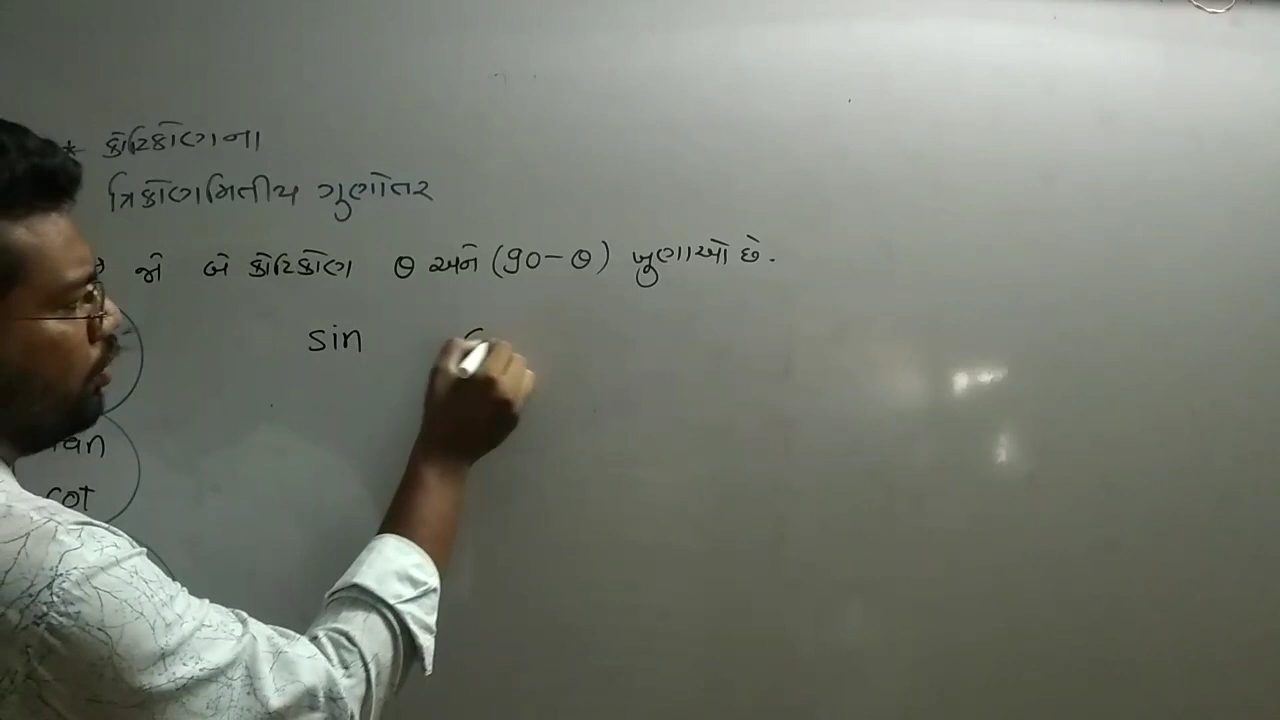 * કોટિકોણના
ત્રિકોણમિતીય ગુણોતર
જો બે કોટિકોણ θ અને (90-θ) ખુણાઓ છે.
sin
tan
cot